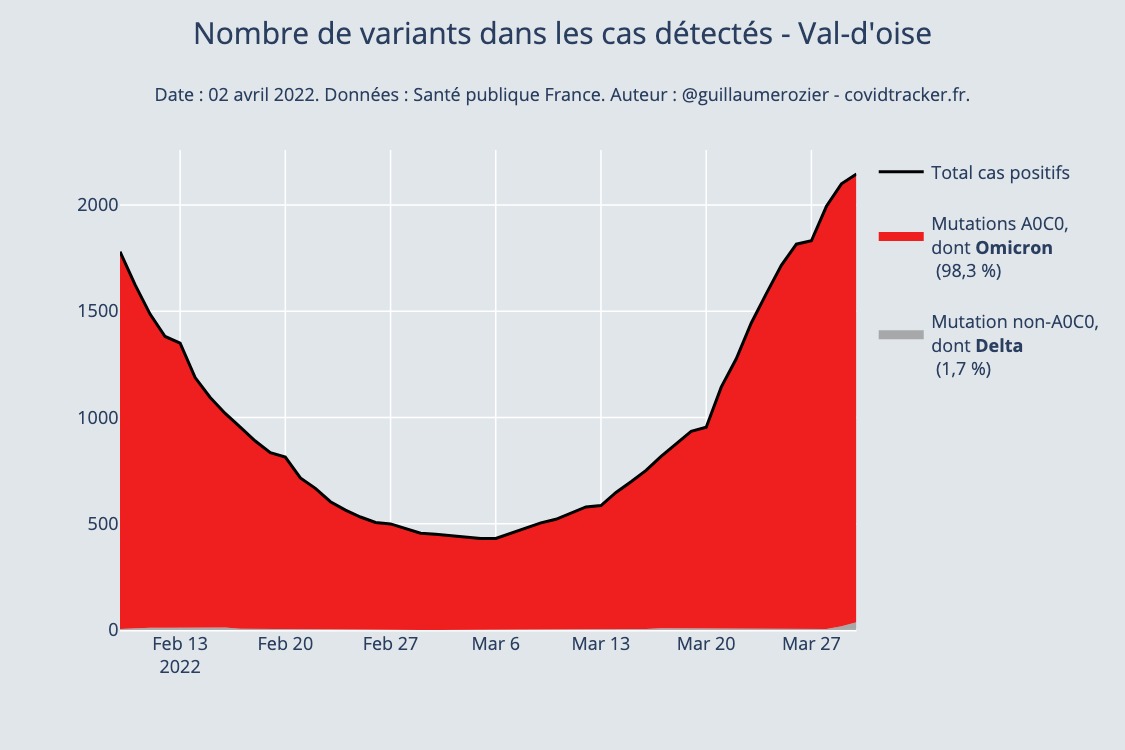 Nombre de variants dans les cas détectés - Val-d'oise
Date : 02 avril 2022. Données : Santé publique France. Auteur : @guillaumerozier - covidtracker.fr.
2000
1500
1000
500
0
Feb 13
2022
Feb 20
Feb 27
Mar 6
Mar 13
Mar 20
Mar 27
Total cas positifs
Mutations A0C0,
dont Omicron
(98,3 %)
Mutation non-A0C0,
dont Delta
(1,7 %)